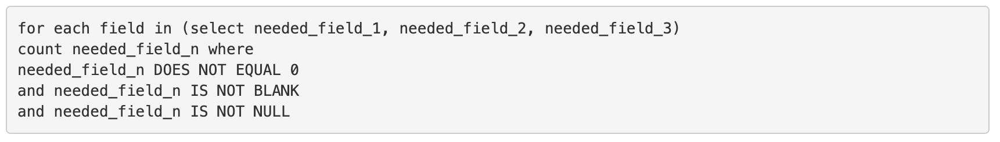 for each field in (select needed_field_1, needed_field_2, needed_field_3)
count needed_field_n where
needed_field_n DOES NOT EQUAL 0
and needed_field_n IS NOT BLANK
and needed_field_n IS NOT NULL